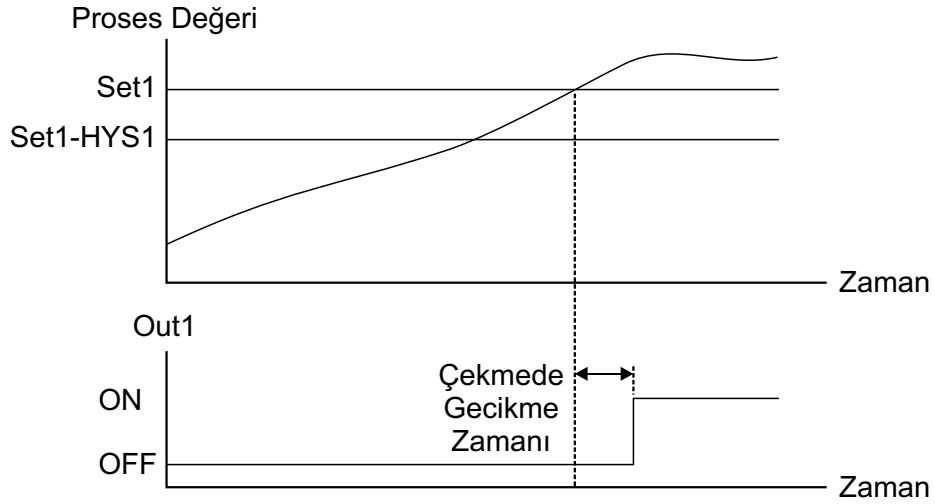 Proses Değeri
Set1
Set1-HYS1
Zaman
Out1
ON
Çekmede
Gecikme
Zamanı
OFF
Zaman